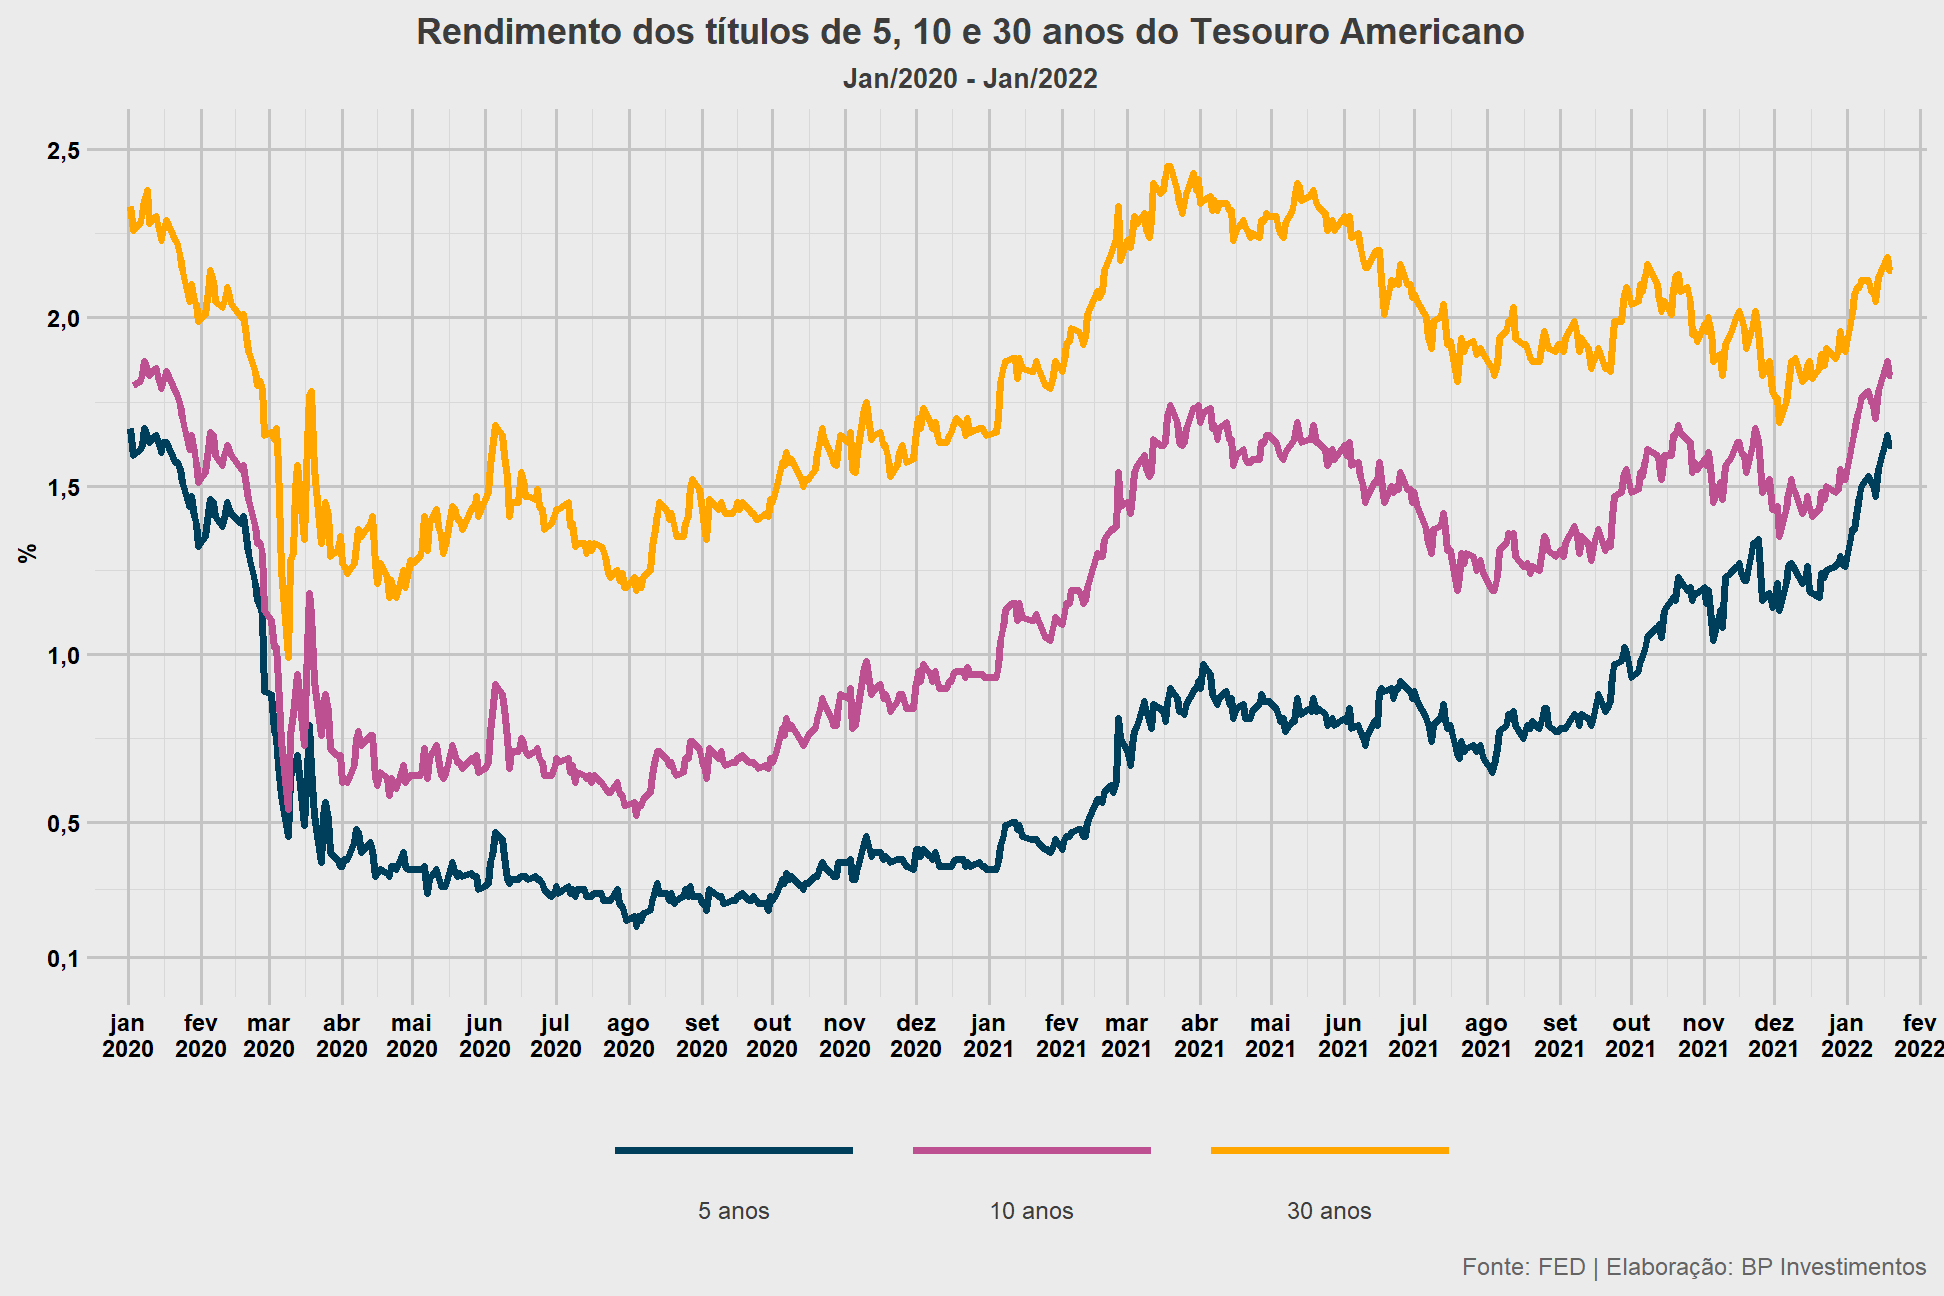 Rendimento dos títulos de 5, 10 e 30 anos do Tesouro Americano
Jan/2020 - Jan/2022
2,5
2,0
1,5
1,0
0,5
0,1
%
jan fev mar abr mai jun jul ago set out nov dez jan fev mar abr mai jun jul ago set out nov dez jan fev
2020 2020 2020 2020 2020 2020 2020 2020 2020 2020 2020 2020 2021 2021 2021 2021 2021 2021 2021 2021 2021 2021 2021 2021 2022 2022
5 anos 10 anos 30 anos
Fonte: FED | Elaboração: BP Investimentos